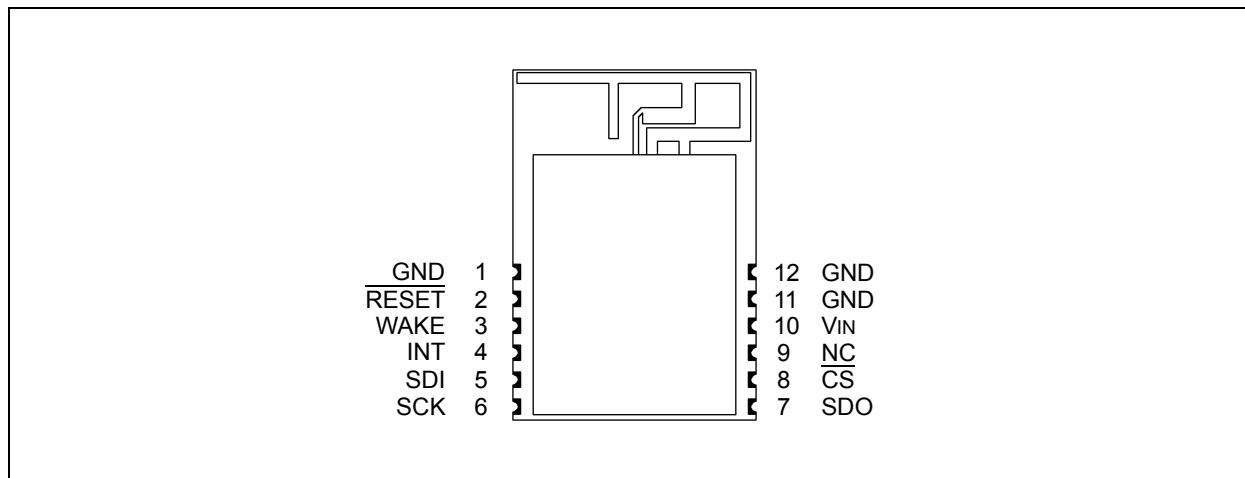 GND 1 12 GND
RESET 2 11 GND
WAKE 3 10 VIN
INT 4 9 NC
SDI 5 8 CS
SCK 6 7 SDO